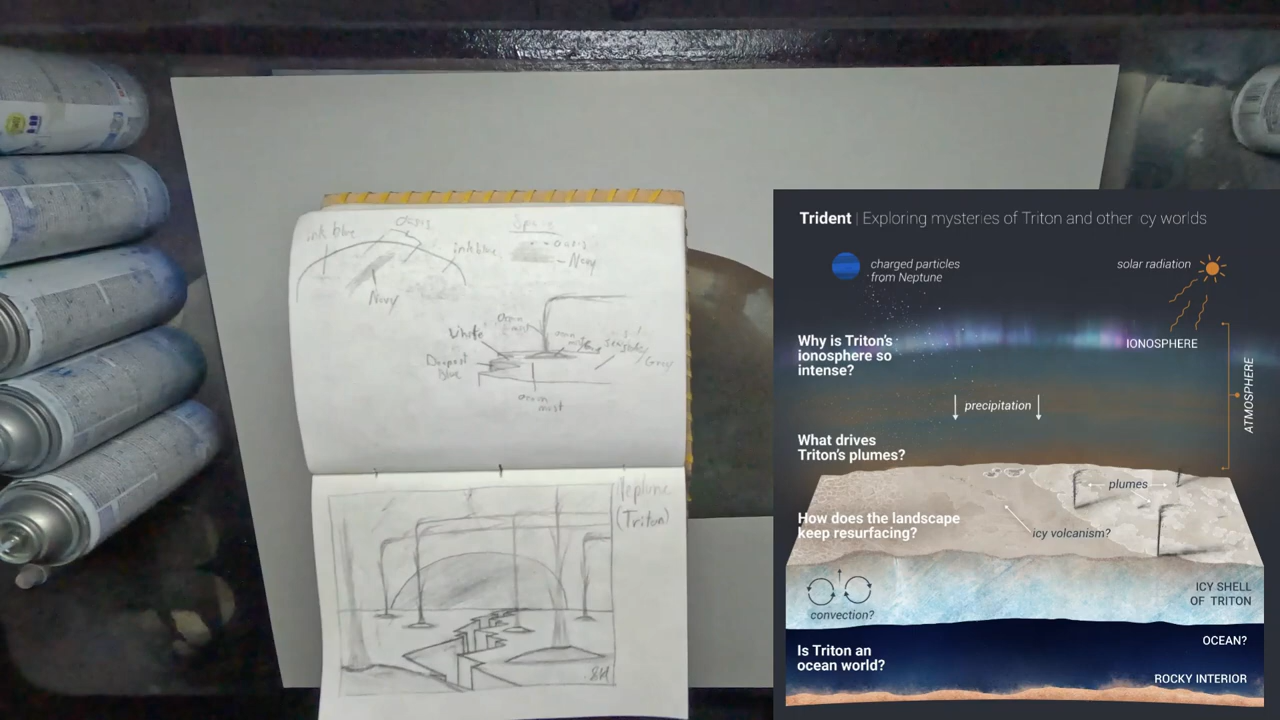 ink blue
oasis
ink blue
Navy
Space
Navy
White
Grey
Neptune
(Triton)
Trident | Exploring mysteries of Triton and other icy worlds
charged particles
from Neptune
solar radiation
Why is Triton's
ionosphere so
intense?
IONOSPHERE
ATMOSPHERE
precipitation
What drives
Triton's plumes?
plumes
How does the landscape
keep resurfacing?
icy volcanism?
convection?
ICY SHELL
OF TRITON
OCEAN?
Is Triton an
ocean world?
ROCKY INTERIOR